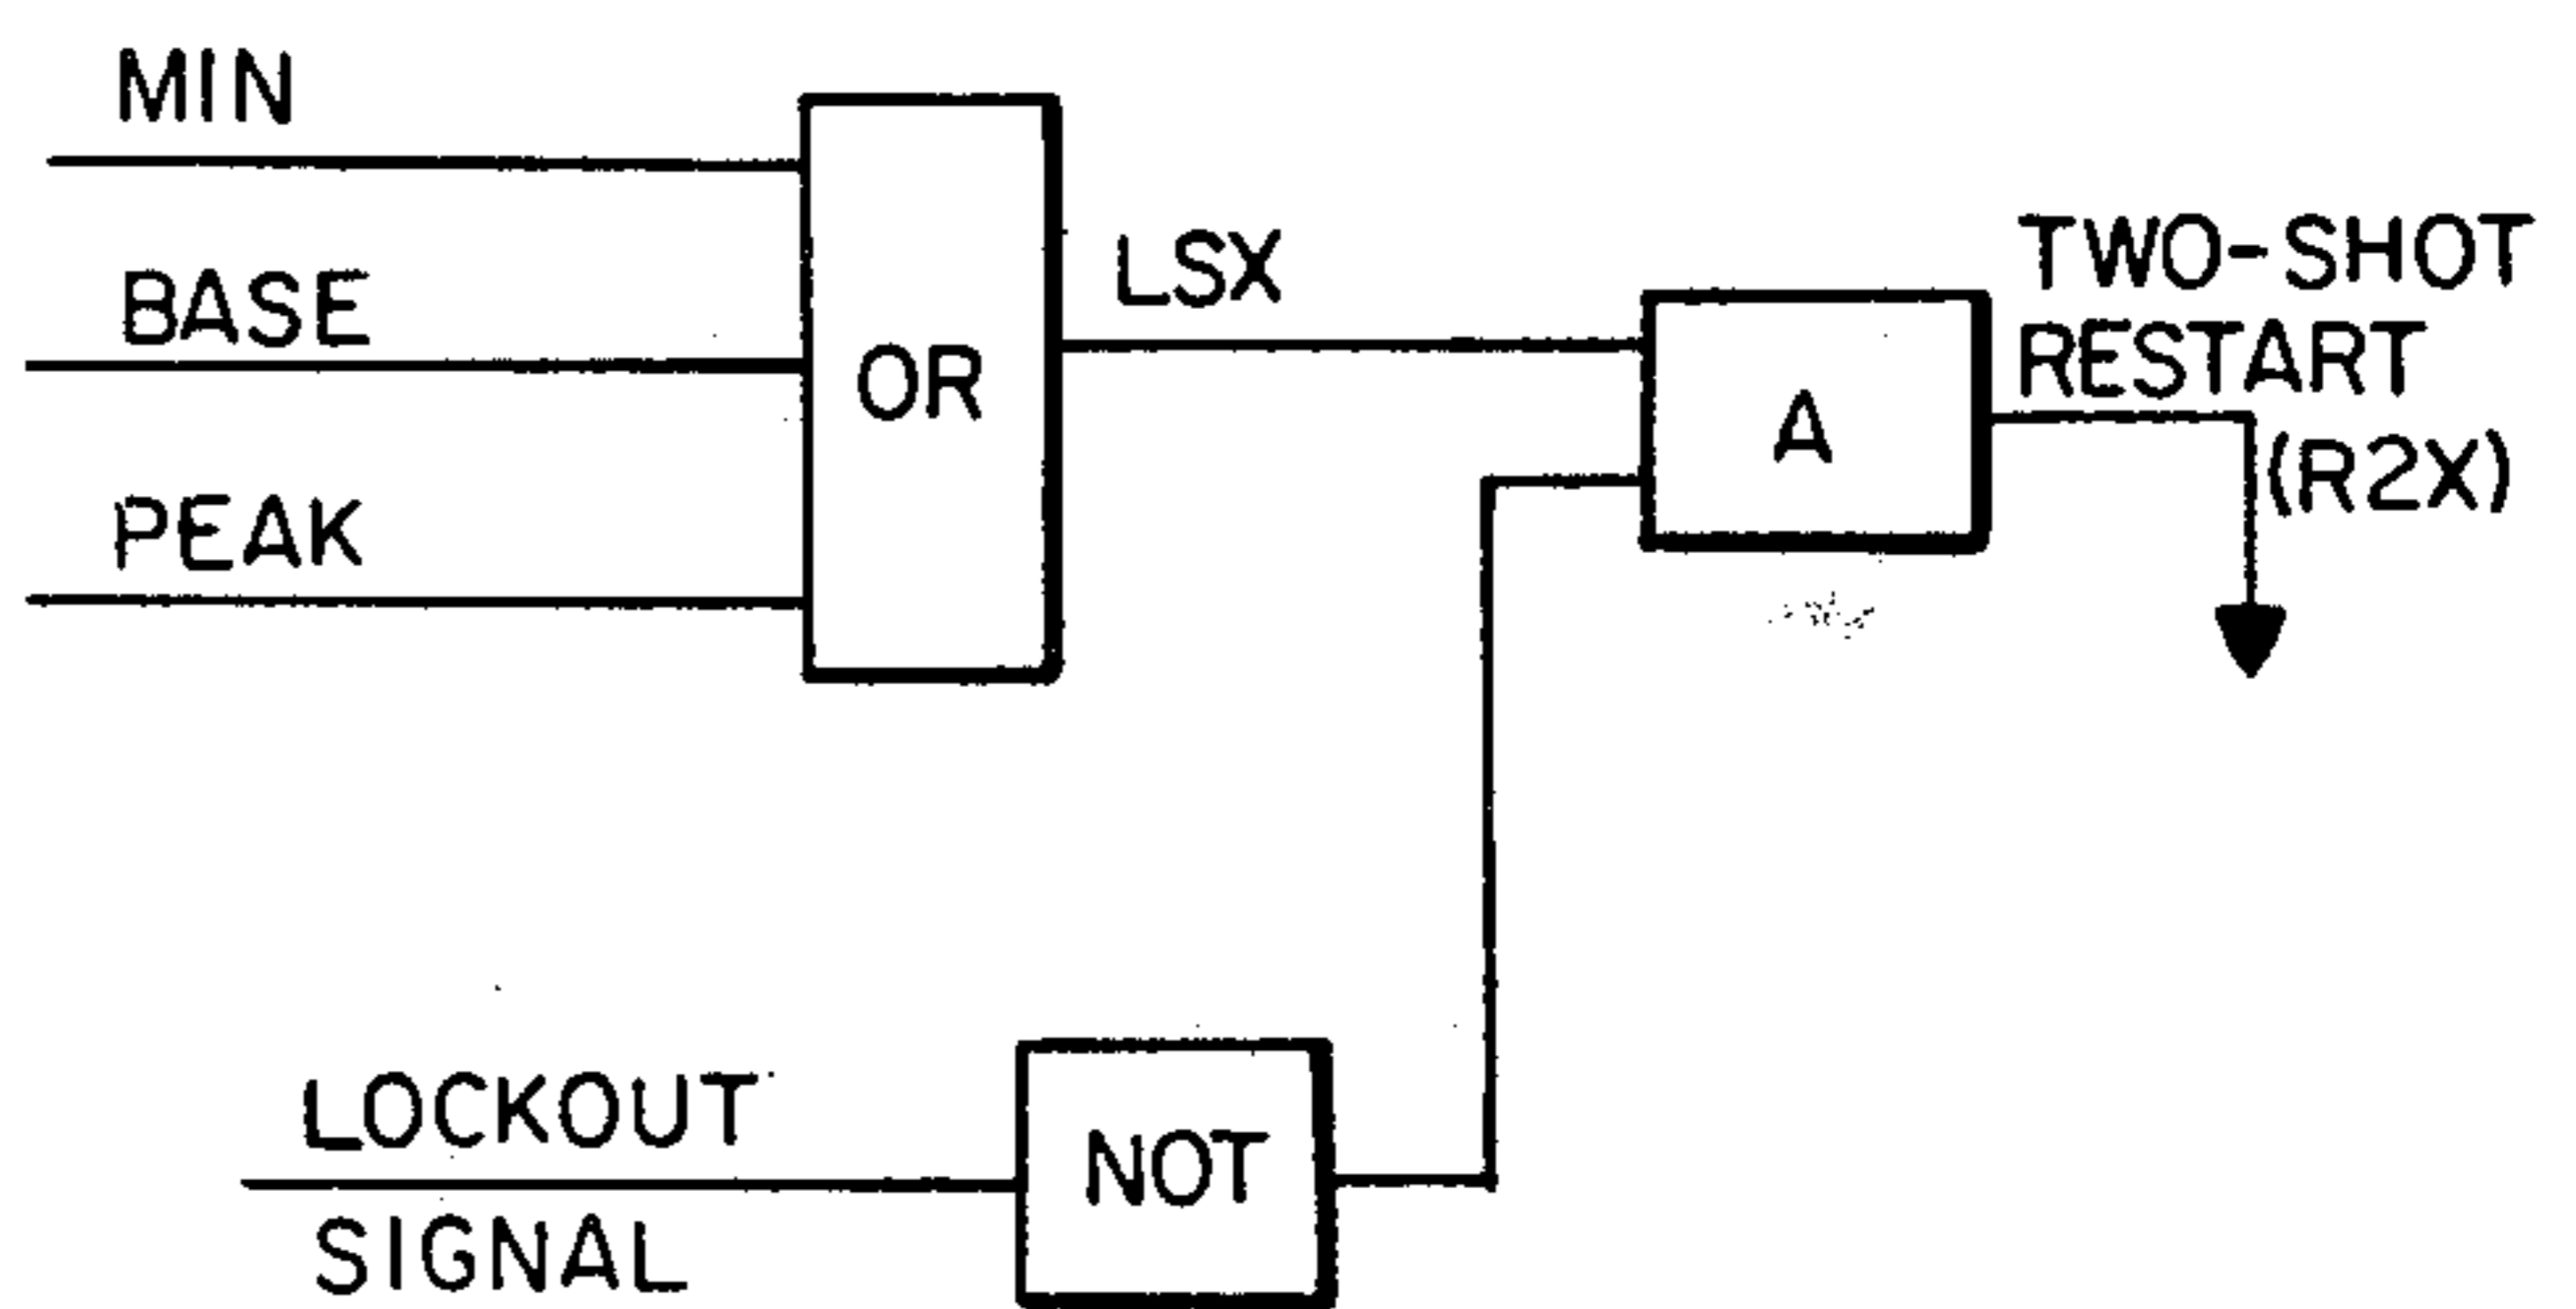 MIN
BASE
PEAK
OR
LSX
A
TWO-SHOT
RESTART
(R2X)
LOCKOUT
SIGNAL
NOT